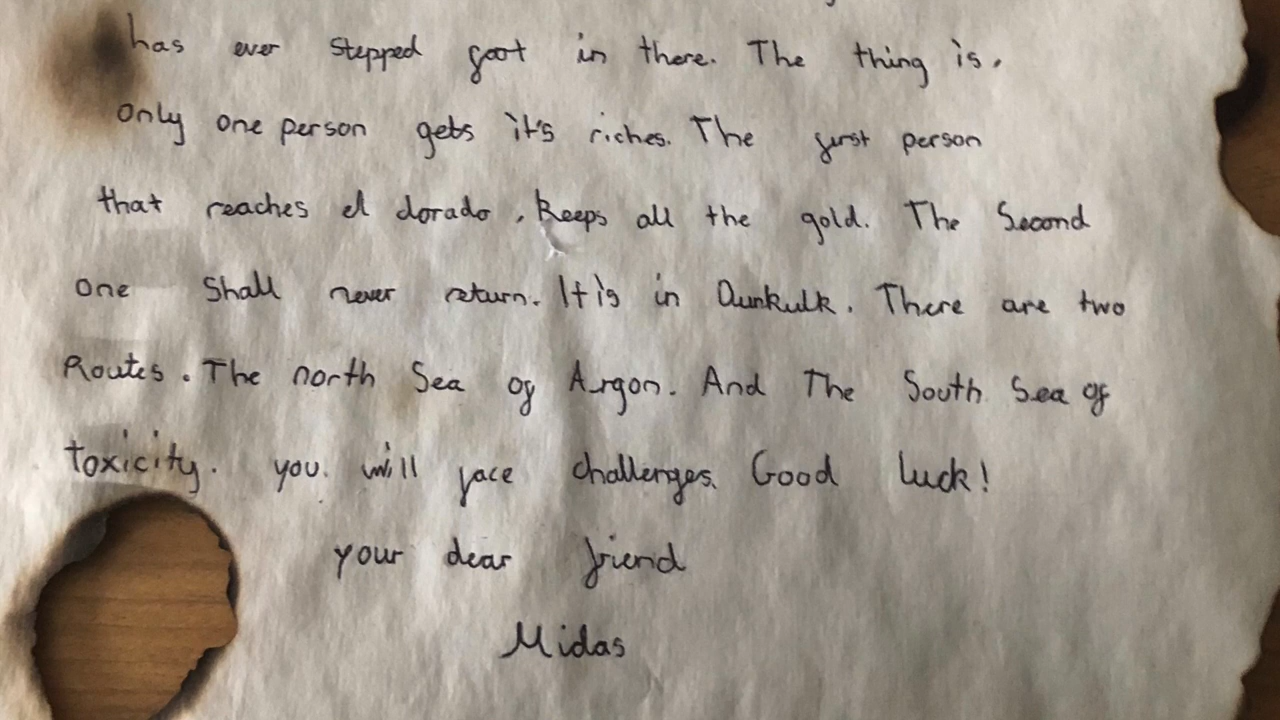 has ever stepped foot in there. The thing is,
only one person gets it's riches. The first person
that reaches el dorado, keeps all the gold. The Second
one Shall never return. It is in Dunkulk. There are two
Routes. The north Sea of Argon. And The South Sea of
toxicity. you. will face challenges. Good luck!
your dear friend
Midas